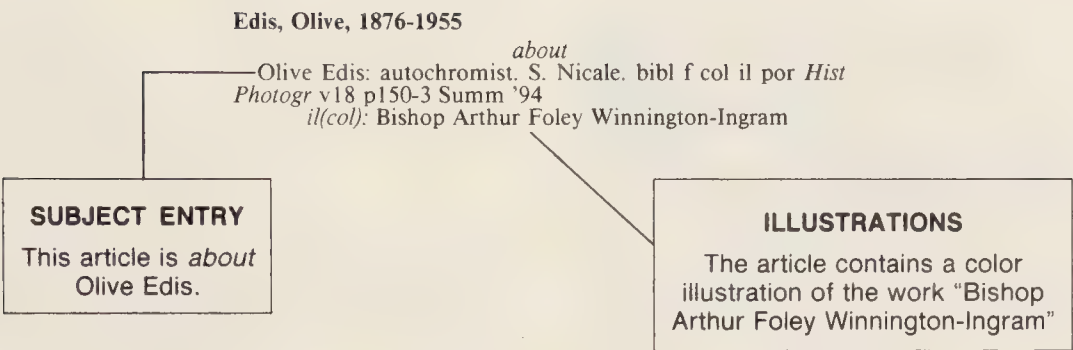 Edis, Olive, 1876-1955
about
Olive Edis: autochromist. S. Nicale. bibl f col il por Hist
Photogr v18 p150-3 Summ '94
il(col): Bishop Arthur Foley Winnington-Ingram
SUBJECT ENTRY
This article is about
Olive Edis.
ILLUSTRATIONS
The article contains a color
illustration of the work “Bishop
Arthur Foley Winnington-Ingram”